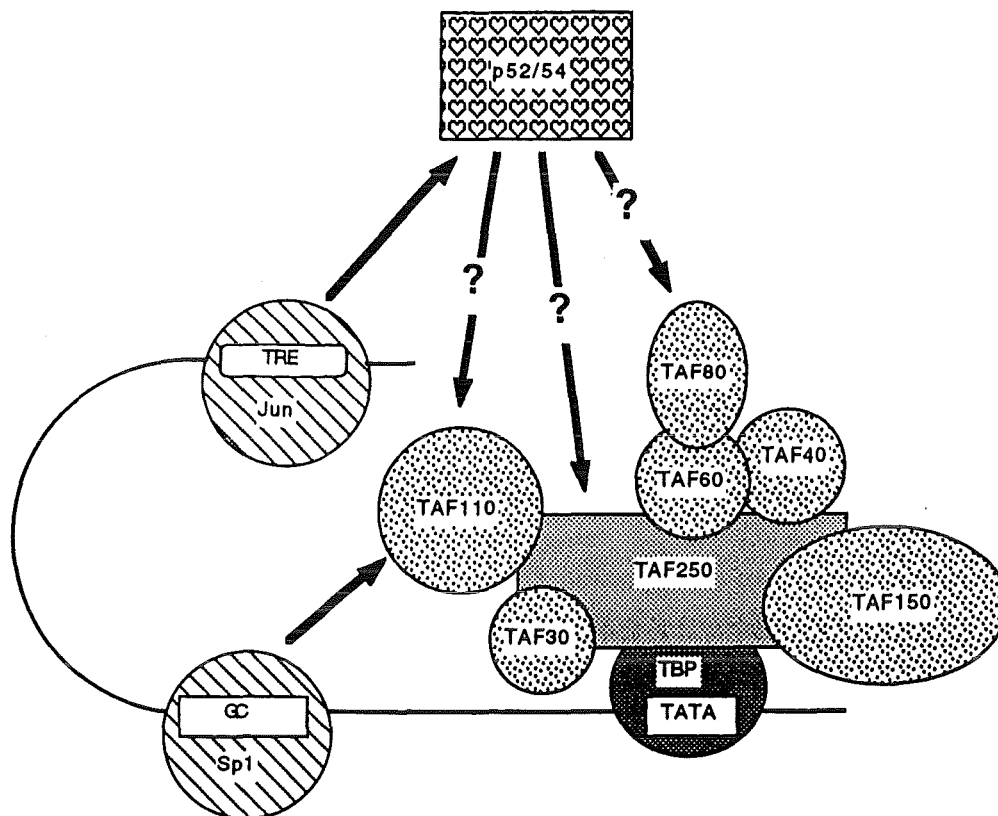 p52/54
?
?
?
TRE
Jun
TAF80
TAF110
TAF60
TAF40
TAF250
TAF150
TAF30
TBP
TATA
GC
Sp1